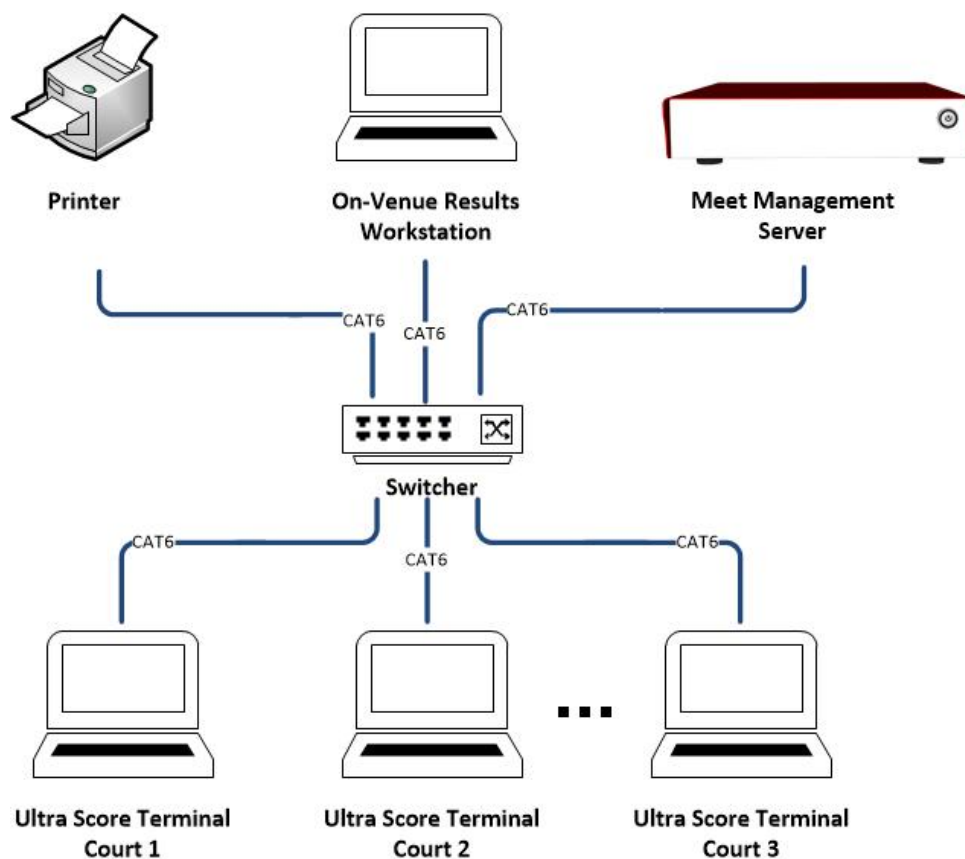 Printer
On-Venue Results
Workstation
Meet Management
Server
CAT6
CAT6
CAT6
Switcher
CAT6
CAT6
CAT6
Ultra Score Terminal
Court 1
Ultra Score Terminal
Court 2
Ultra Score Terminal
Court 3